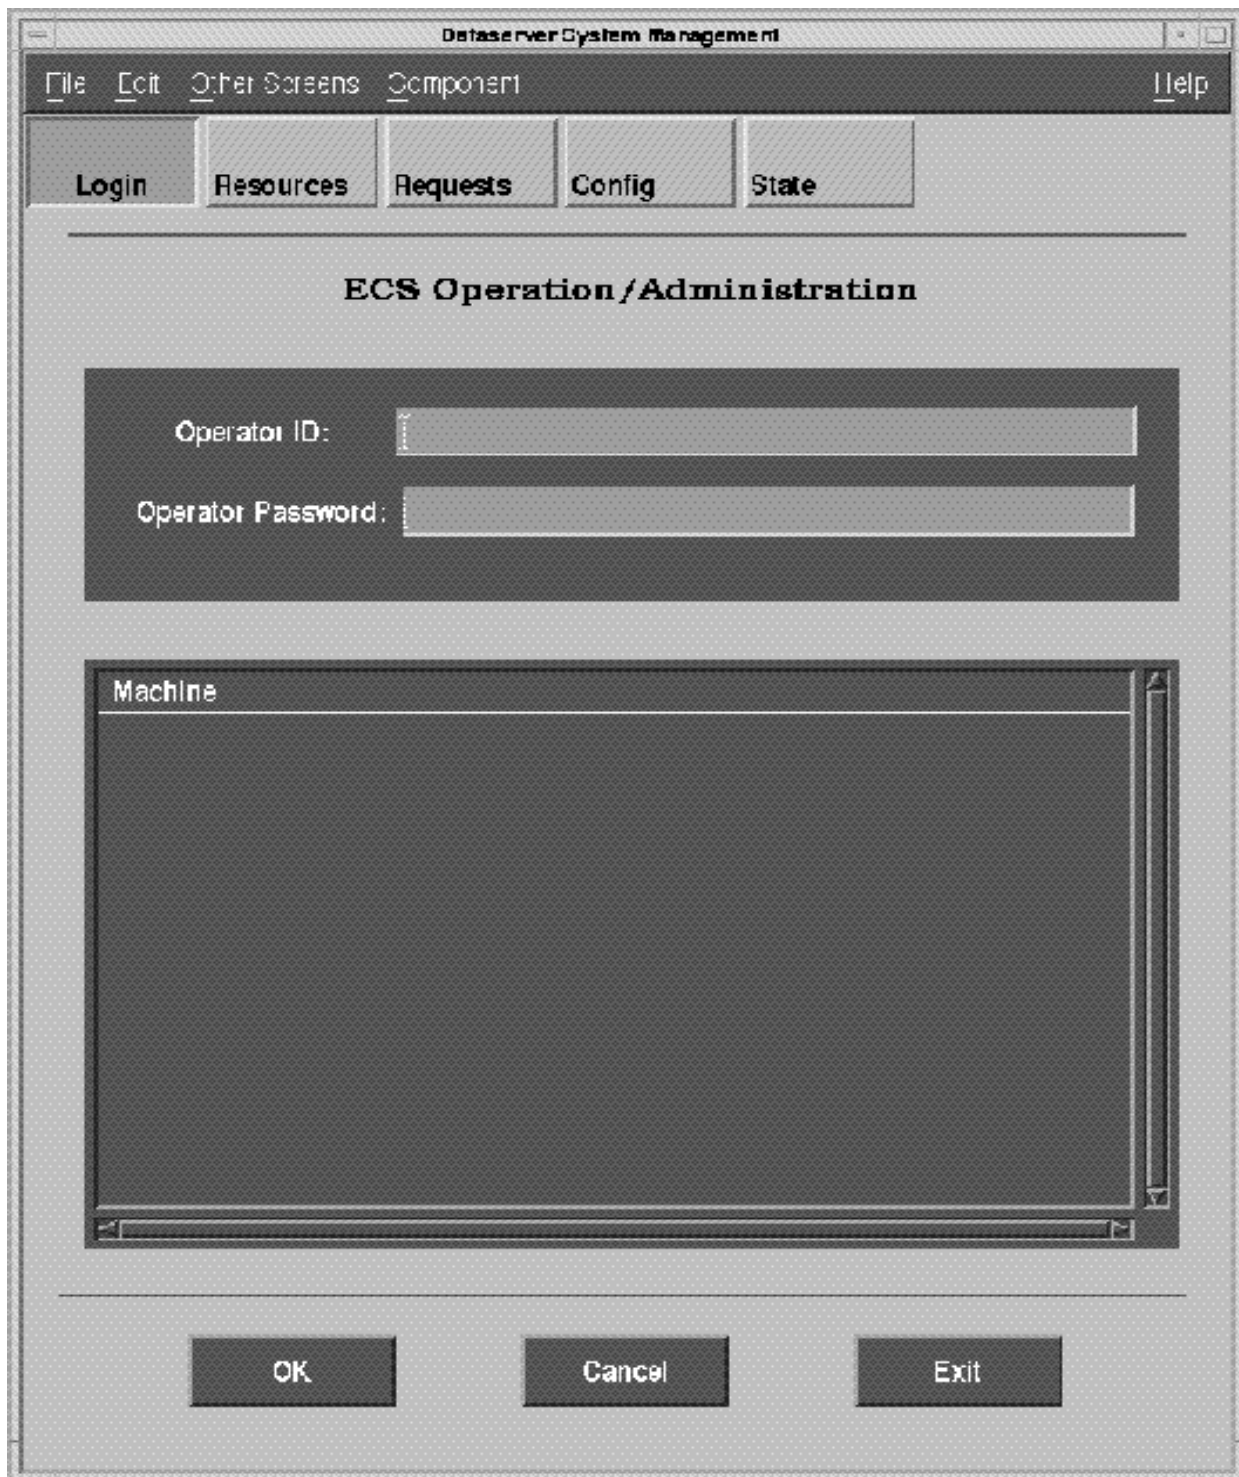 Dataserver System Management
File Edit Other Screens Component Help
Login Resources Requests Config State
ECS Operation/Administration
Operator ID:
Operator Password:
Machine
OK Cancel Exit